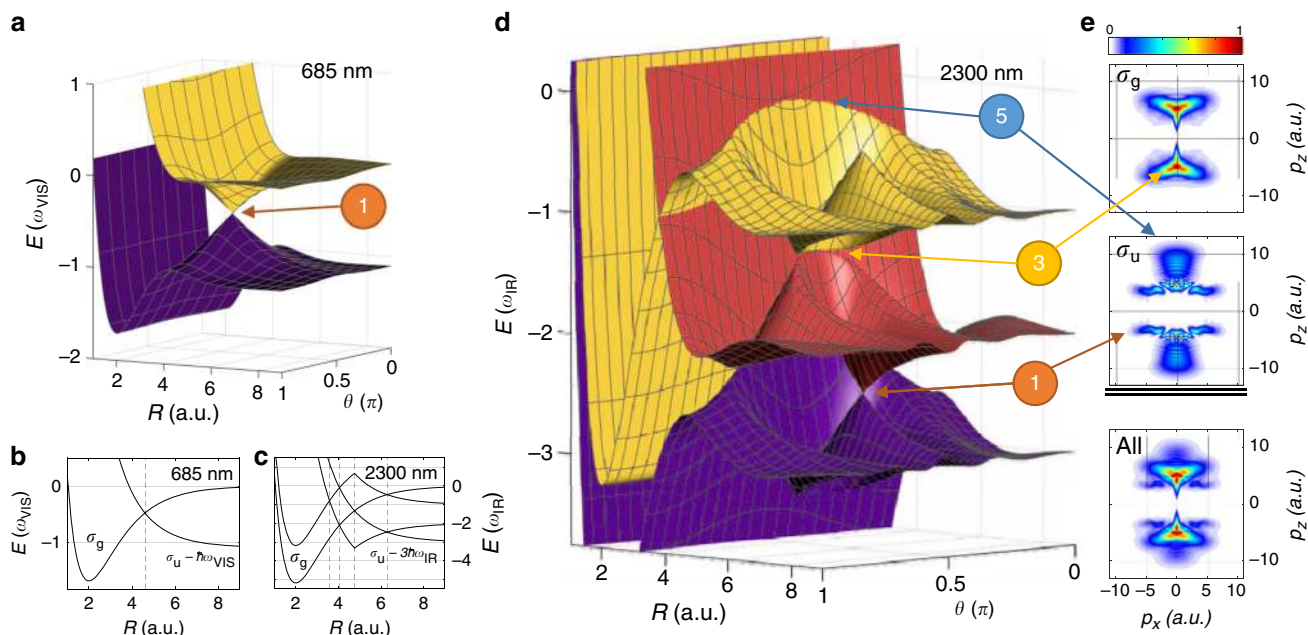 a
685 nm
1
0
−1
−2
E (ωVIS)
1
2
4
6
8
1
0.5
0
R (a.u.)
θ (π)
b
685 nm
0
−1
E (ωVIS)
σg
σu − ħωVIS
2
4
6
8
R (a.u.)
c
2300 nm
0
−2
−4
E (ωIR)
σg
σu − 3ħωIR
2
4
6
8
R (a.u.)
d
2300 nm
0
−1
−2
−3
E (ωIR)
5
3
1
2
4
6
8
1
0.5
0
R (a.u.)
θ (π)
e
0
1
σg
10
0
−10
pz (a.u.)
σu
10
0
−10
pz (a.u.)
All
10
0
−10
pz (a.u.)
−10
−5
0
5
10
px (a.u.)